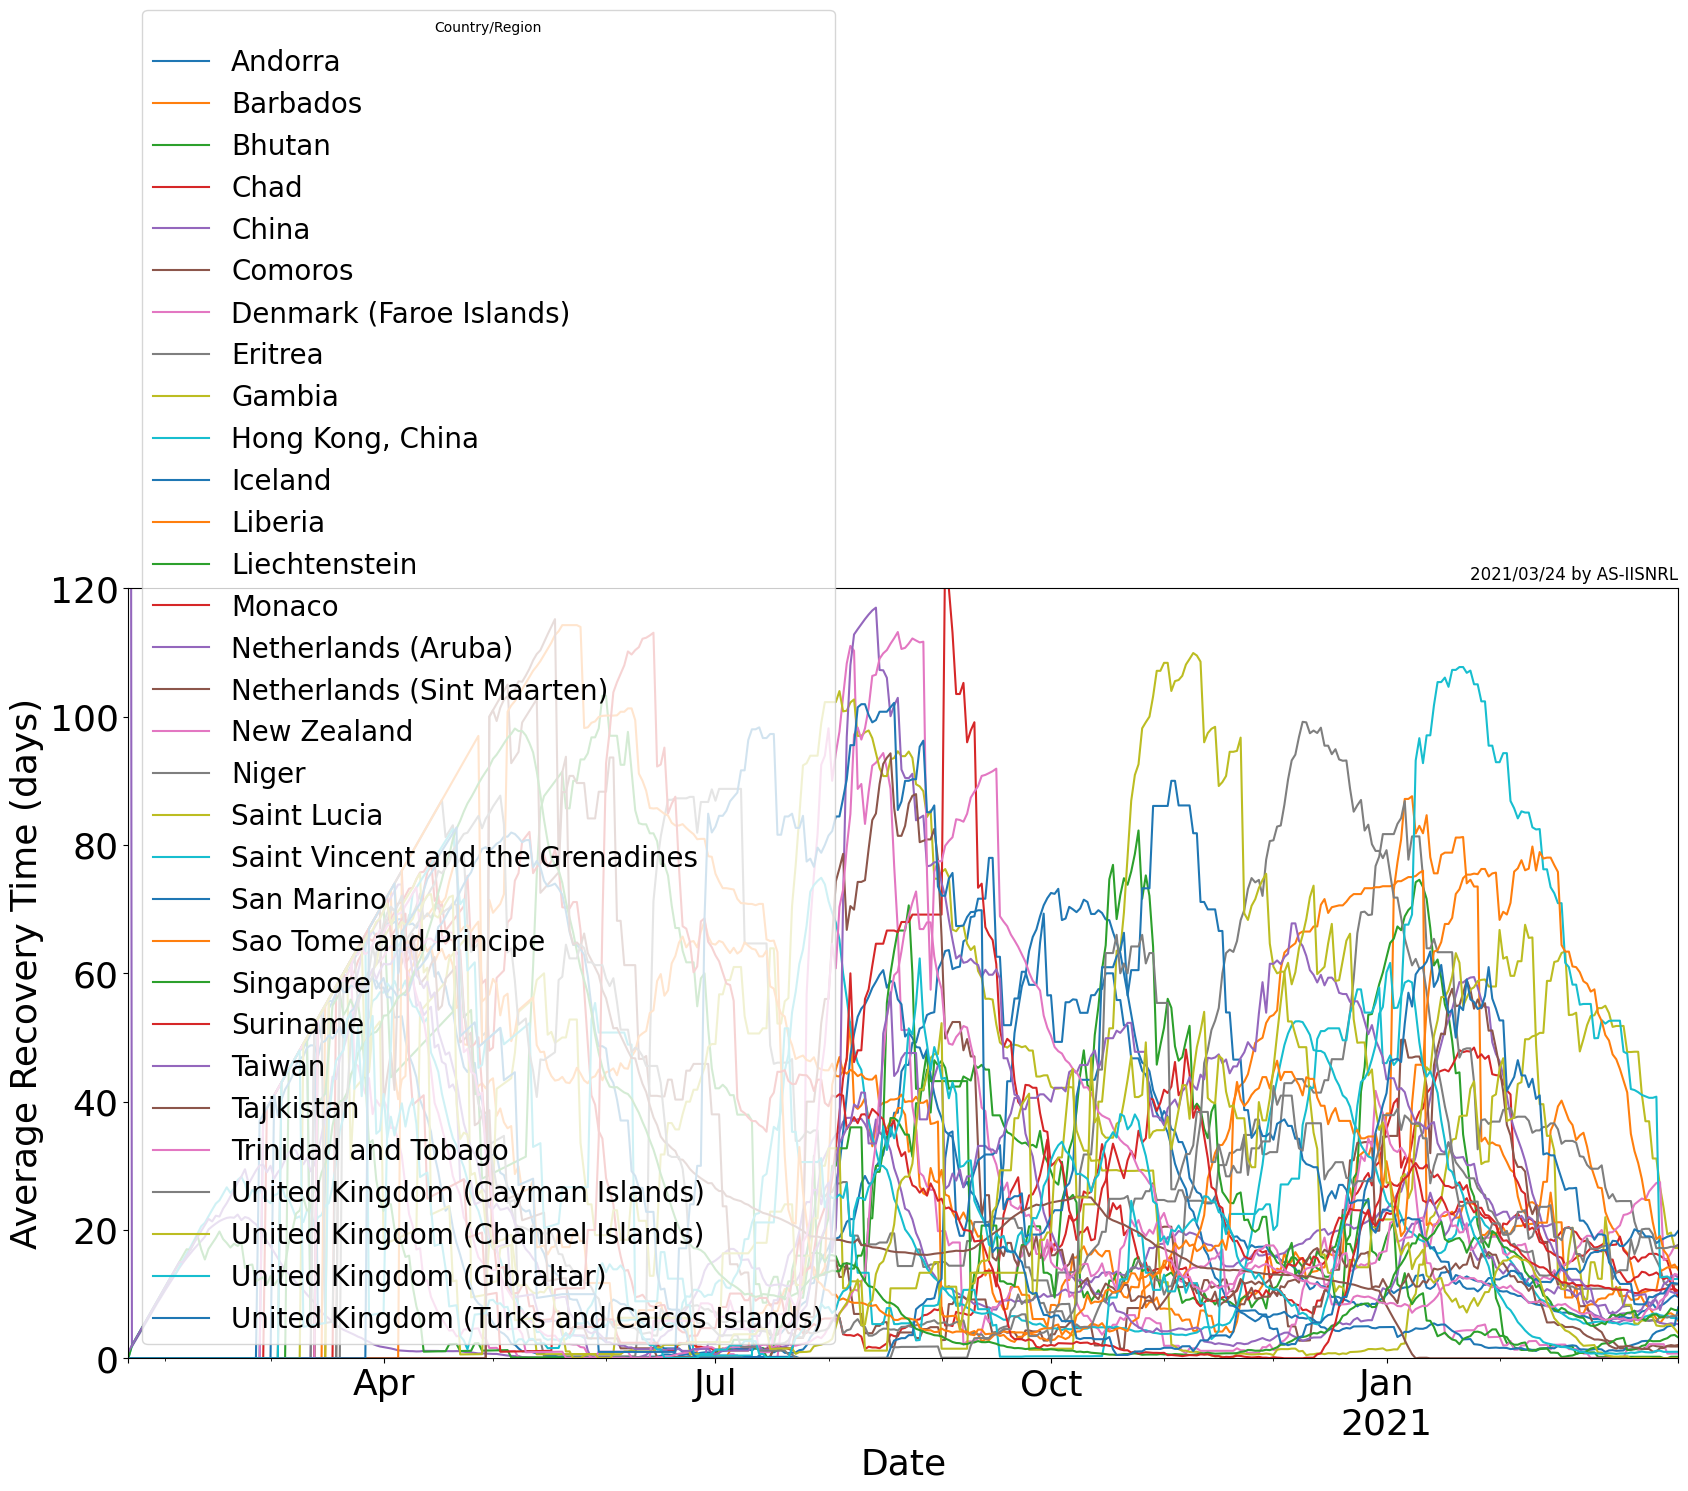 Country/Region
Andorra
Barbados
Bhutan
Chad
China
Comoros
Denmark (Faroe Islands)
Eritrea
Gambia
Hong Kong, China
Iceland
Liberia
Liechtenstein
Monaco
Netherlands (Aruba)
Netherlands (Sint Maarten)
New Zealand
Niger
Saint Lucia
Saint Vincent and the Grenadines
San Marino
Sao Tome and Principe
Singapore
Suriname
Taiwan
Tajikistan
Trinidad and Tobago
United Kingdom (Cayman Islands)
United Kingdom (Channel Islands)
United Kingdom (Gibraltar)
United Kingdom (Turks and Caicos Islands)
2021/03/24 by AS-IISNRL
Average Recovery Time (days)
120
100
80
60
40
20
0
Apr
Jul
Oct
Jan
2021
Date